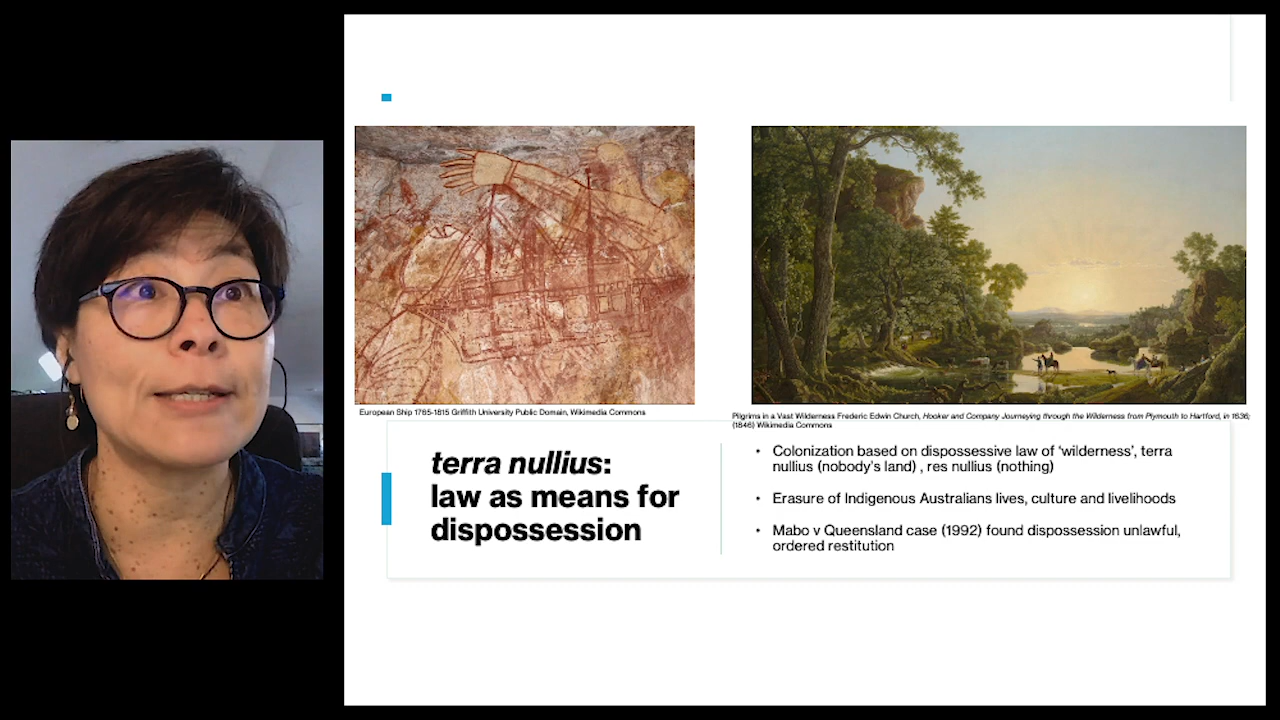 European Ship 1765-1815 Griffith University Public Domain, Wikimedia Commons
Pilgrims in a Vast Wilderness Frederic Edwin Church, Hooker and Company Journeying through the Wilderness from Plymouth to Hartford, in 1636;
(1846) Wikimedia Commons
terra nullius:
law as means for
dispossession
• Colonization based on dispossessive law of ‘wilderness’, terra
nullius (nobody's land) , res nullius (nothing)
• Erasure of Indigenous Australians lives, culture and livelihoods
• Mabo v Queensland case (1992) found dispossession unlawful,
ordered restitution